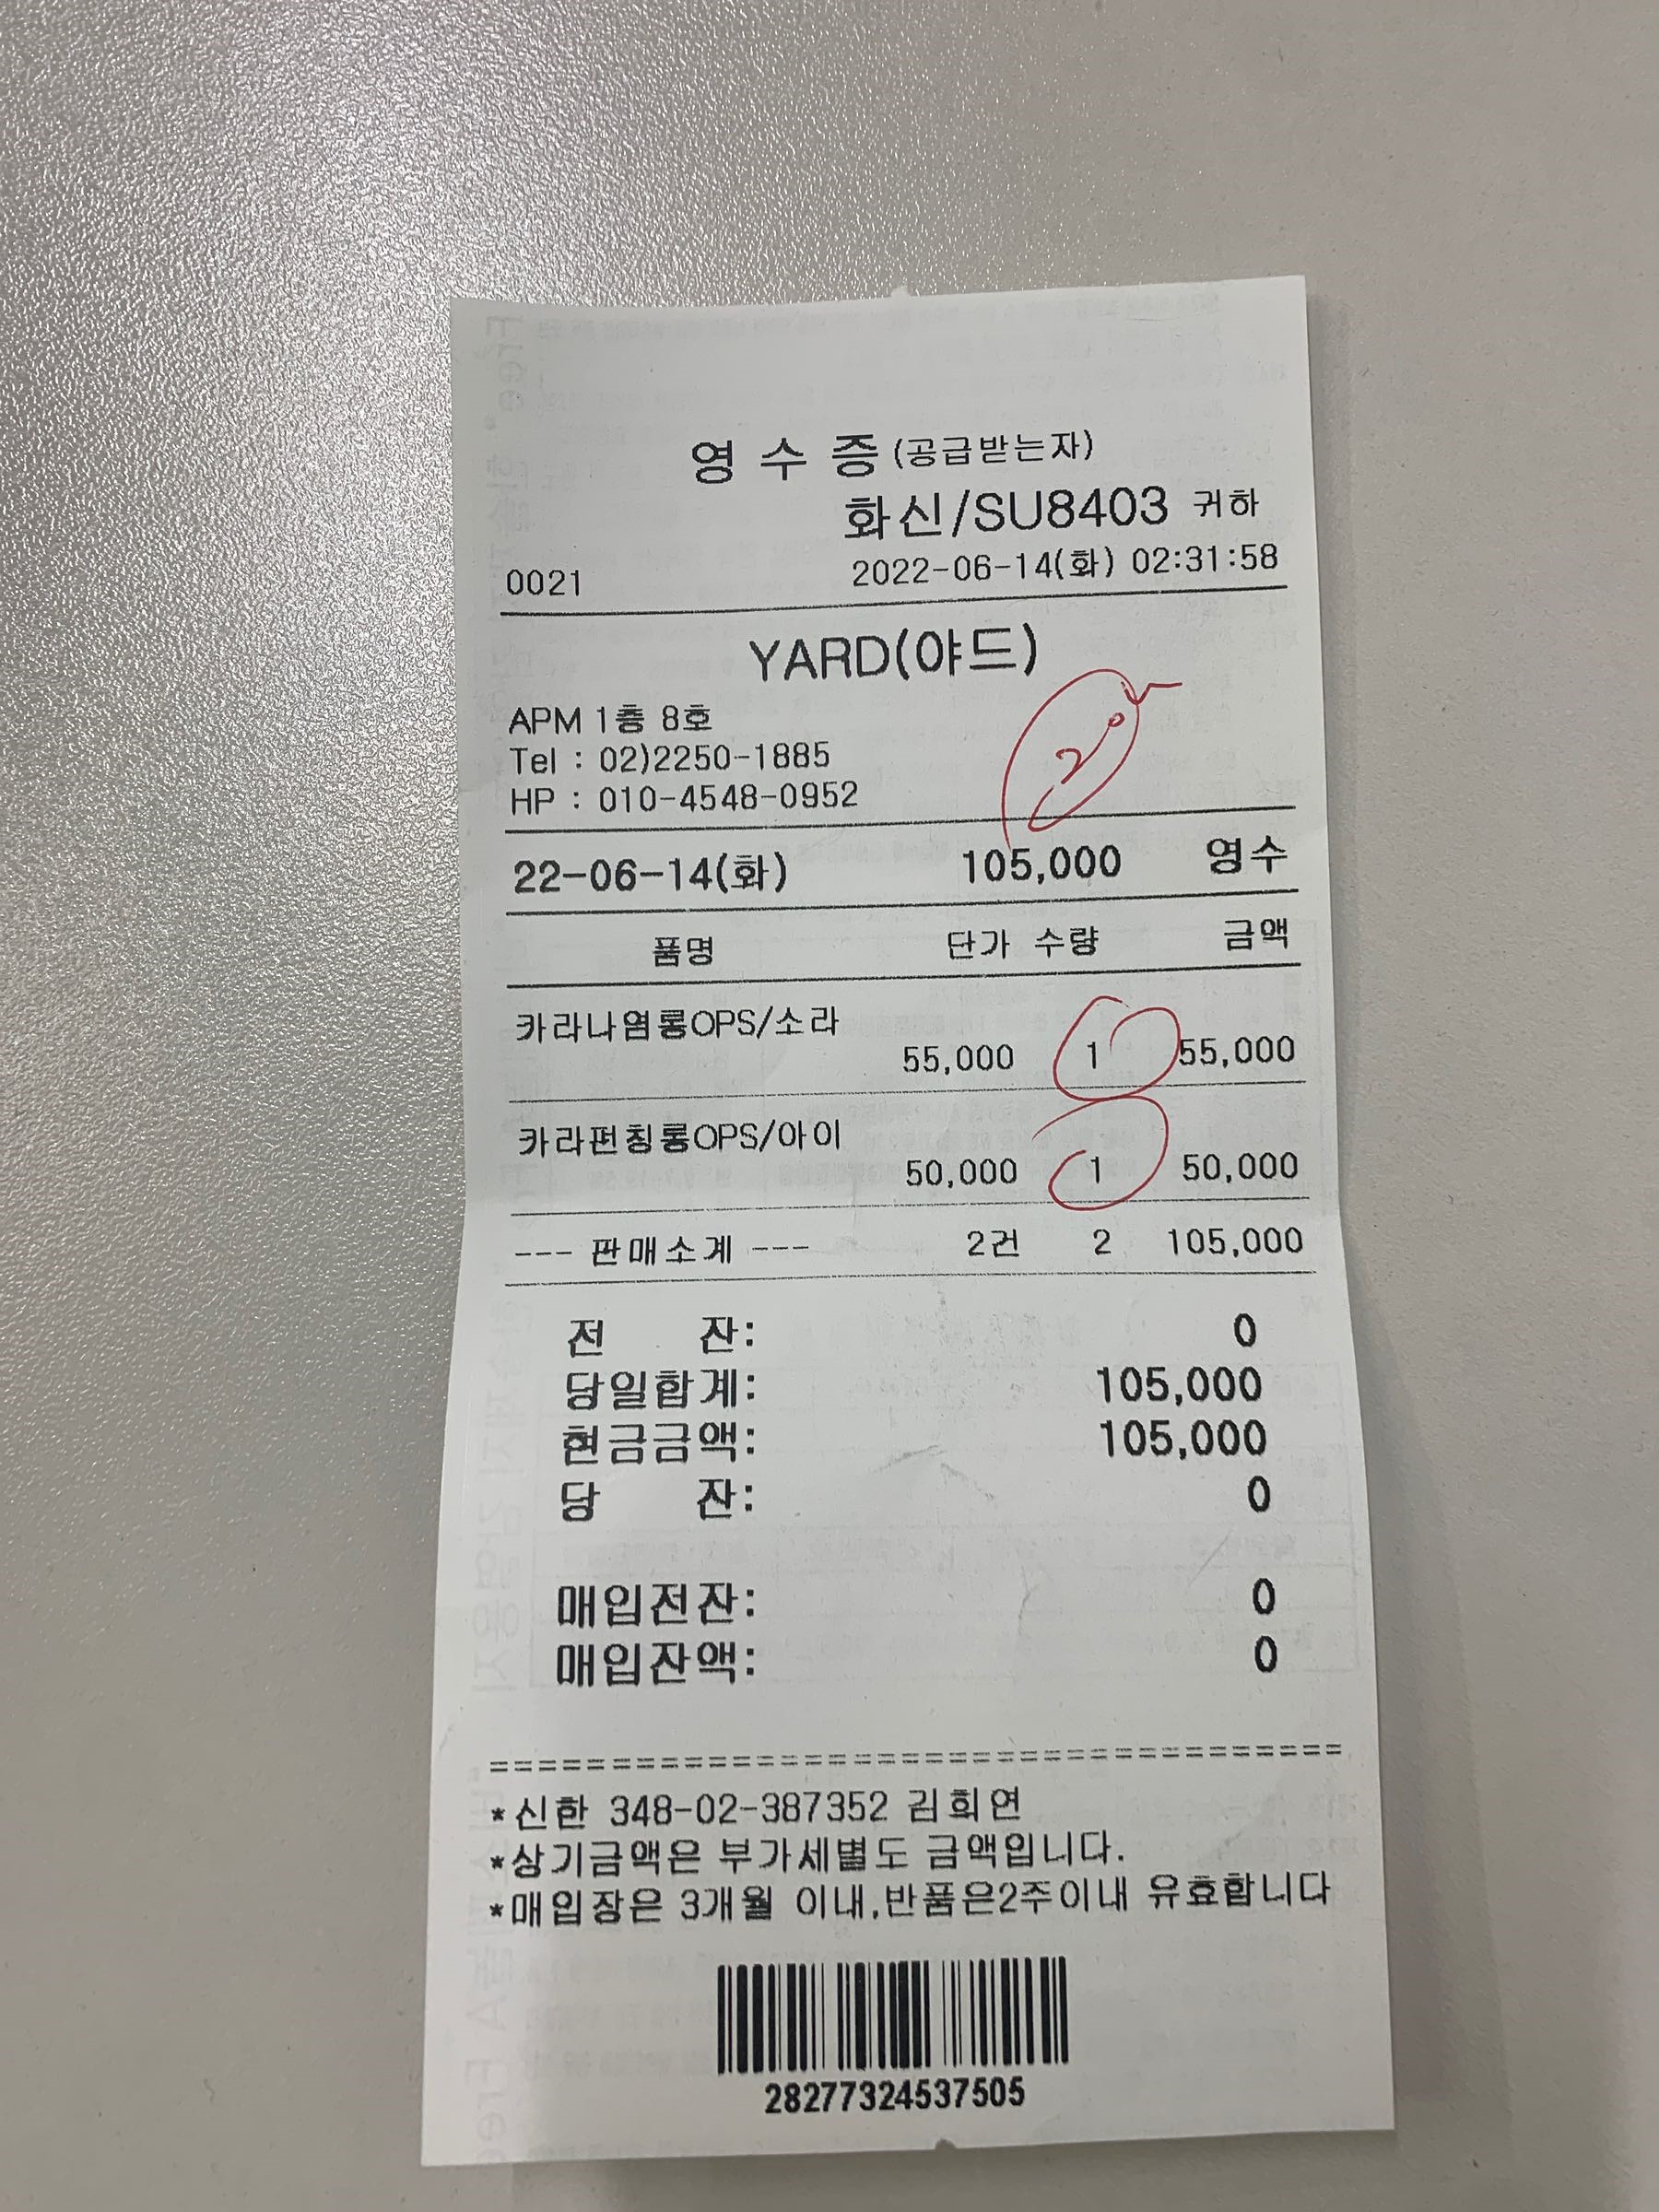 영 수 증 (공급받는자)
화신/SU8403 귀하
0021 2022-06-14(화) 02:31:58
YARD(야드)
APM 1층 8호
Tel : 02)2250-1885
HP : 010-4548-0952
22-06-14(화) 105,000 영수
품명 단가 수량 금액
카라나염롱OPS/소라
55,000 1 55,000
카라펀칭롱OPS/아이
50,000 1 50,000
--- 판매소계 --- 2건 2 105,000
전 잔: 0
당일합계: 105,000
현금금액: 105,000
당 잔: 0
매입전잔: 0
매입잔액: 0
===================================
*신한 348-02-387352 김희연
*상기금액은 부가세별도 금액입니다.
*매입장은 3개월 이내,반품은2주이내 유효합니다
28277324537505